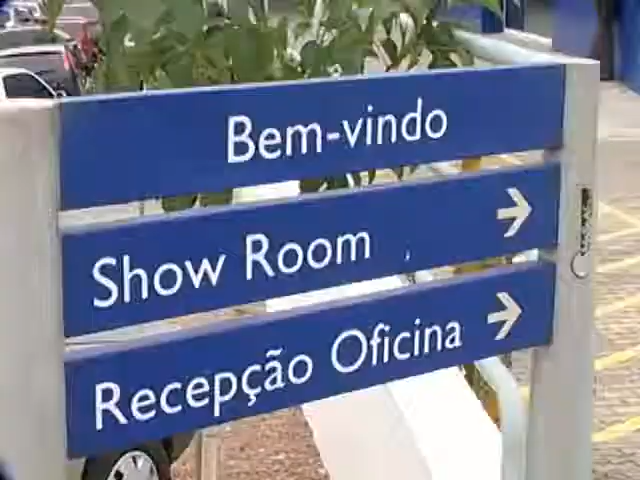 Bem-vindo
Show Room →
Recepção Oficina →